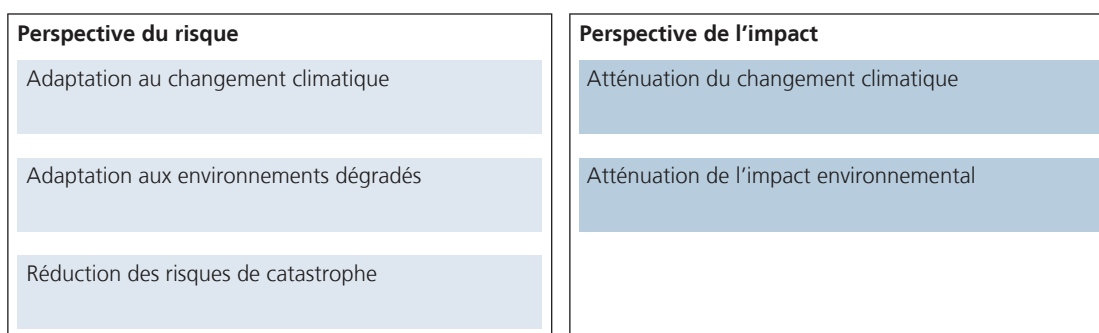 Perspective du risque
Adaptation au changement climatique
Adaptation aux environnements dégradés
Réduction des risques de catastrophe
Perspective de l’impact
Atténuation du changement climatique
Atténuation de l’impact environnemental